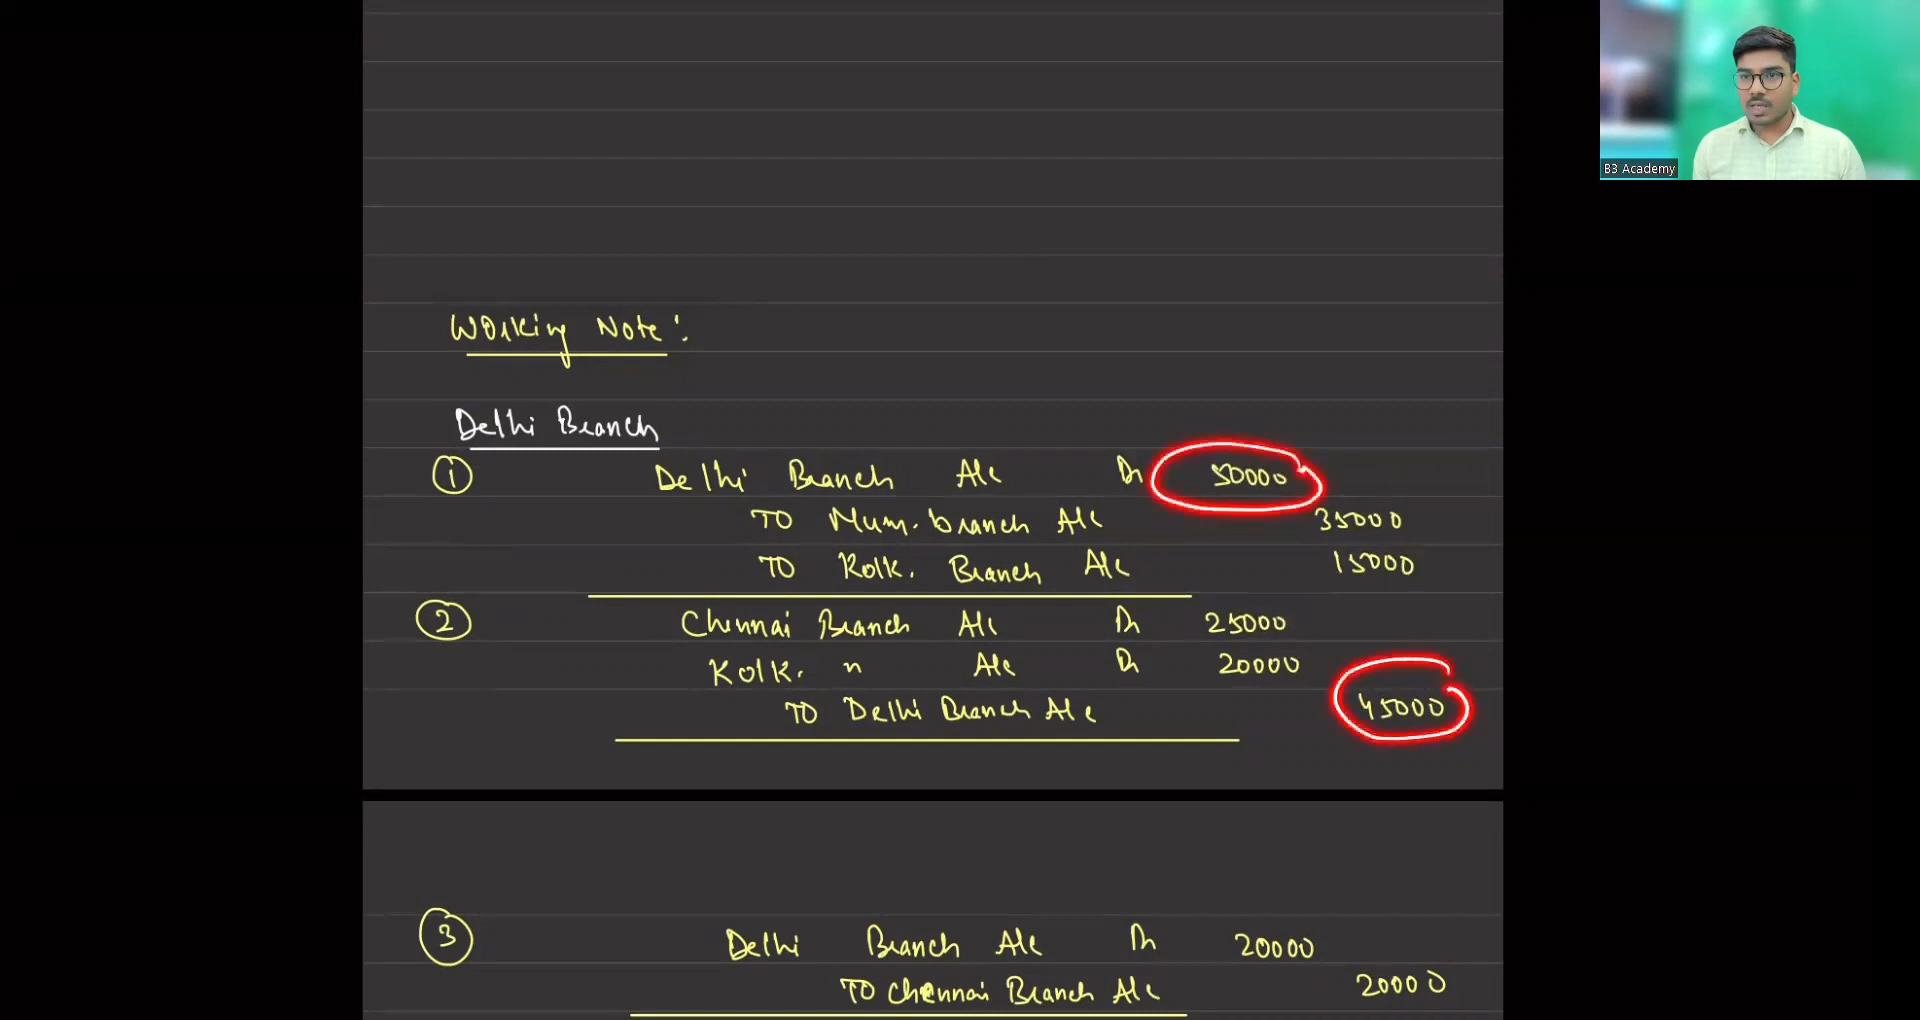 B3 Academy
Working Note:
Delhi Branch
① Delhi Branch A/c Dr 50000
To Mum. branch A/c 35000
To Kolk. Branch A/c 15000
② Chennai Branch A/c Dr 25000
Kolk. " A/c Dr 20000
To Delhi Branch A/c 45000
③ Delhi Branch A/c Dr 20000
To Chennai Branch A/c 20000